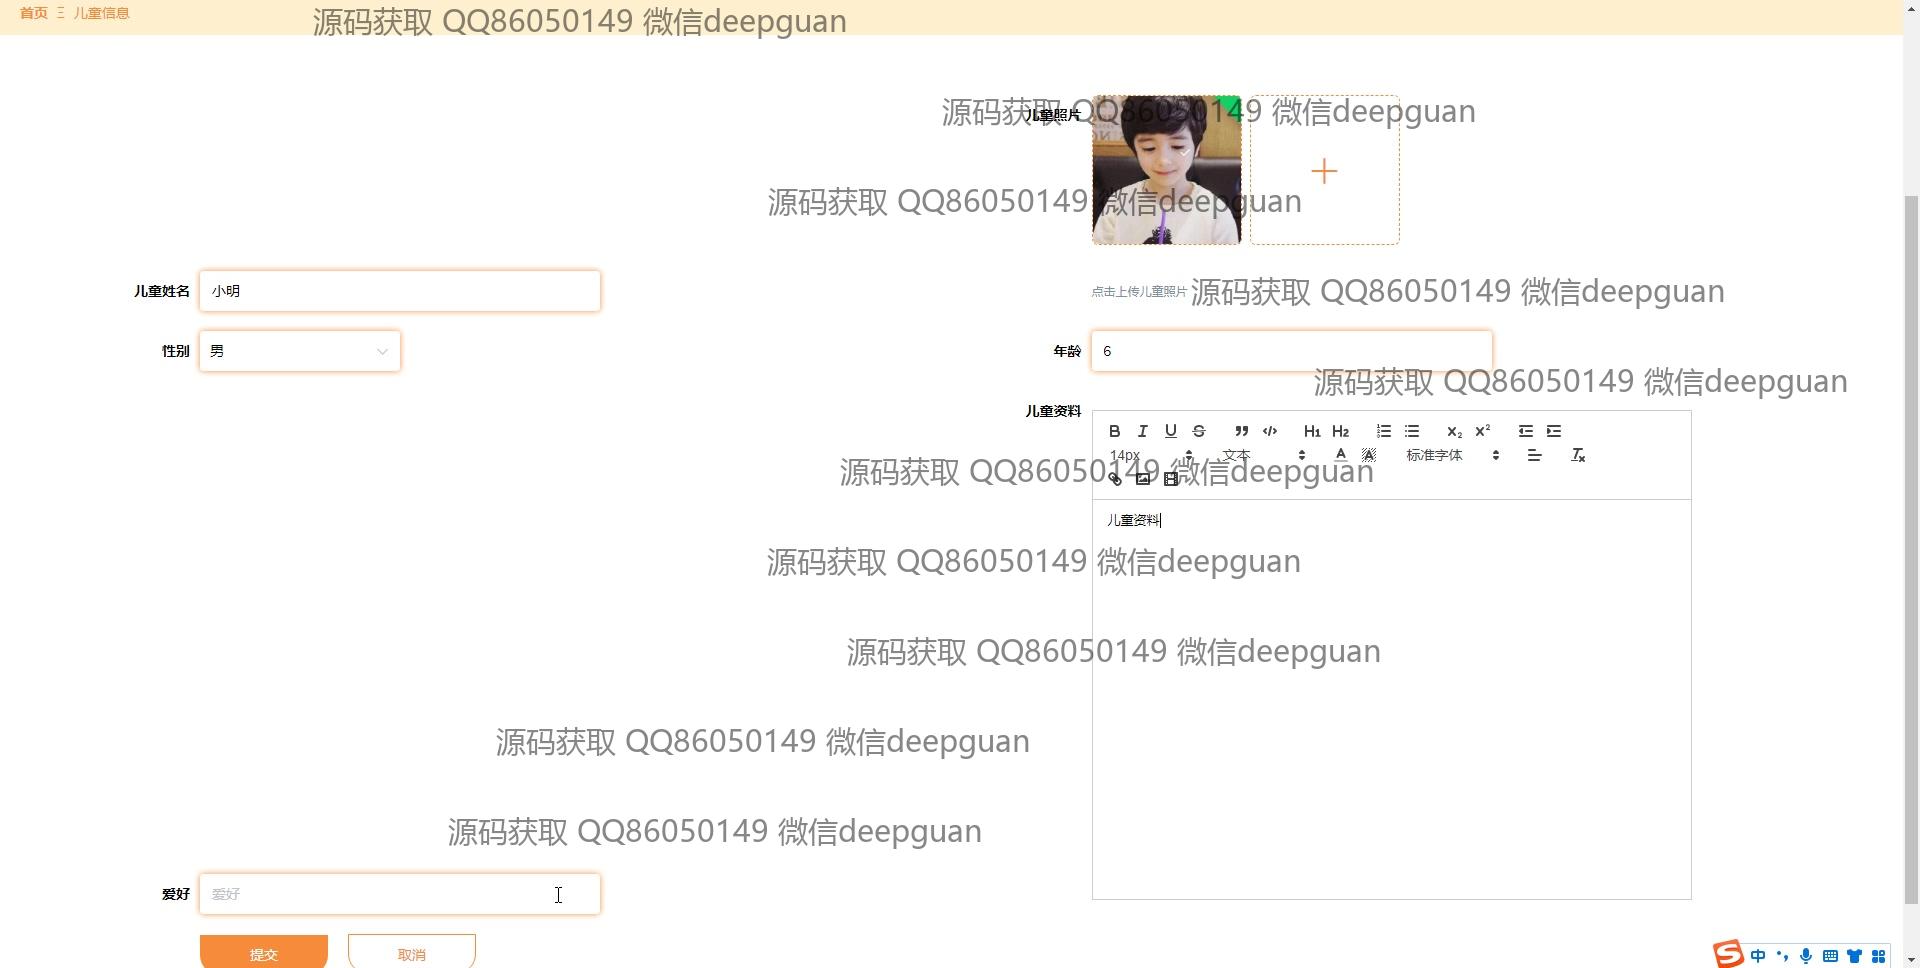 首页 Ξ 儿童信息
源码获取 QQ86050149 微信deepguan
儿童照片
源码获取 QQ86050149 微信deepguan
源码获取 QQ86050149 微信deepguan
儿童姓名 小明
点击上传儿童照片
源码获取 QQ86050149 微信deepguan
性别 男
年龄 6
源码获取 QQ86050149 微信deepguan
儿童资料
B I U S ” </> H1 H2 X2 X2
14px 文本 A A 标准字体 Tx
源码获取 QQ86050149 微信deepguan
儿童资料
源码获取 QQ86050149 微信deepguan
源码获取 QQ86050149 微信deepguan
源码获取 QQ86050149 微信deepguan
源码获取 QQ86050149 微信deepguan
爱好 爱好
提交 取消
S 中